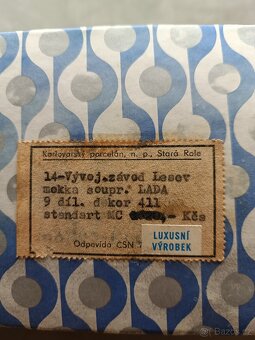 Karlovarský porcelán, n. p., Stará Role
14-Vývoj.závod Lesov
mokka soupr. LADA
9 díl. dekor 411
standart MC ,- Kčs
Odpovídá ČSN 7
LUXUSNÍ
VÝROBEK